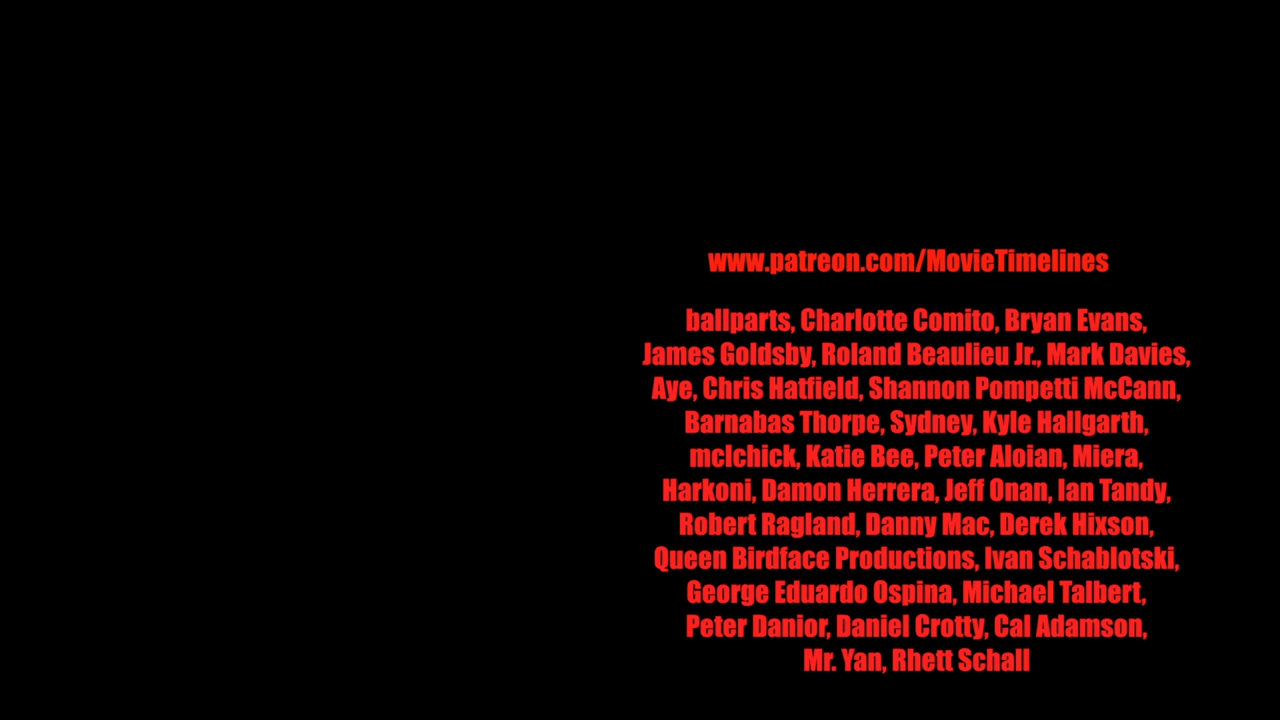 www.patreon.com/MovieTimelines
ballparts, Charlotte Comito, Bryan Evans,
James Goldsby, Roland Beaulieu Jr., Mark Davies,
Aye, Chris Hatfield, Shannon Pompetti McCann,
Barnabas Thorpe, Sydney, Kyle Hallgarth,
mclchick, Katie Bee, Peter Aloian, Miera,
Harkoni, Damon Herrera, Jeff Onan, Ian Tandy,
Robert Ragland, Danny Mac, Derek Hixson,
Queen Birdface Productions, Ivan Schablotski,
George Eduardo Ospina, Michael Talbert,
Peter Danior, Daniel Crotty, Cal Adamson,
Mr. Yan, Rhett Schall